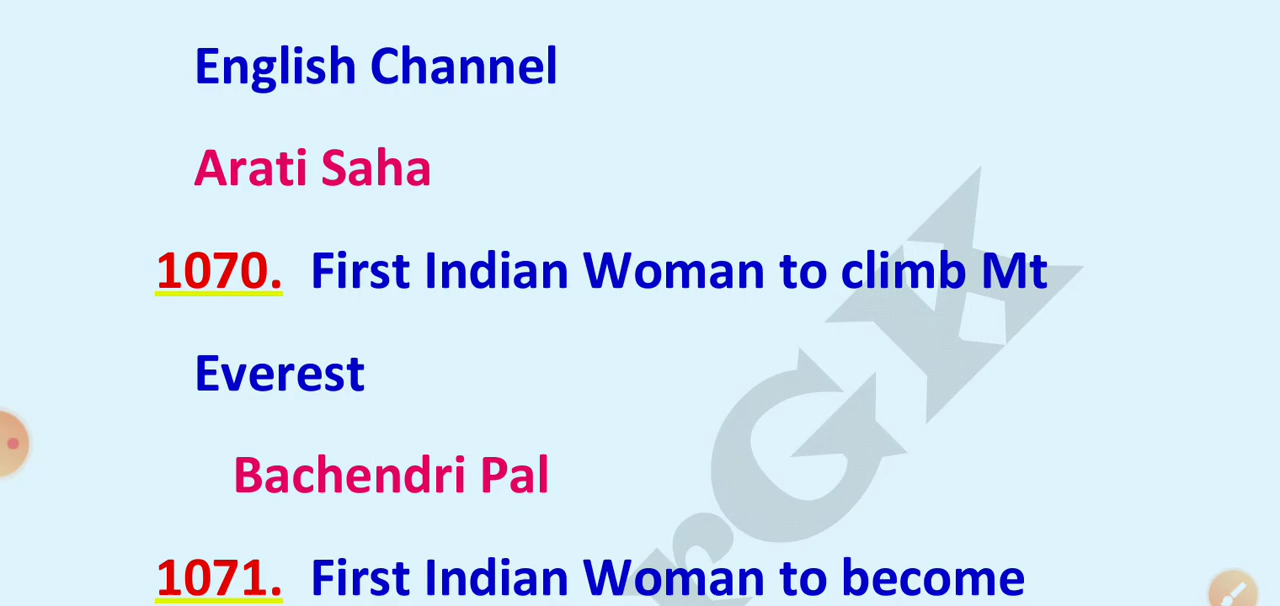 English Channel
Arati Saha
1070. First Indian Woman to climb Mt
Everest
Bachendri Pal
1071. First Indian Woman to become
rGK